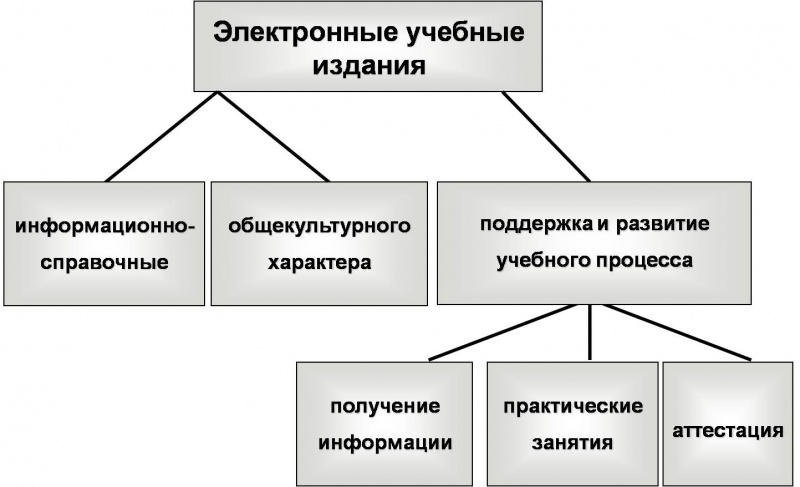 Электронные учебные
издания
информационно-
справочные
общекультурного
характера
поддержка и развитие
учебного процесса
получение
информации
практические
занятия
аттестация